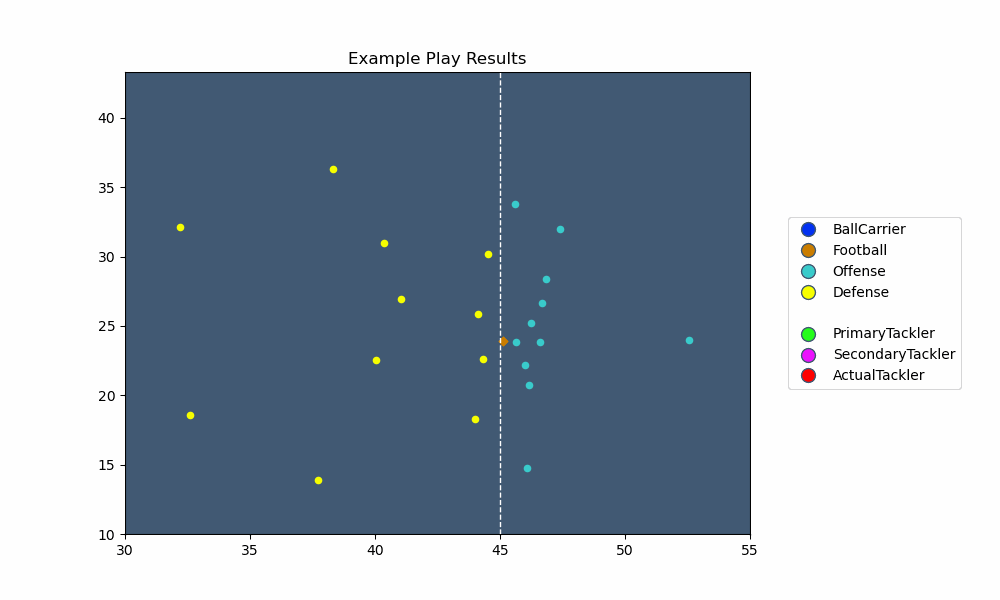 Example Play Results
40
35
30
25
20
15
10
30 35 40 45 50 55
BallCarrier
Football
Offense
Defense
PrimaryTackler
SecondaryTackler
ActualTackler